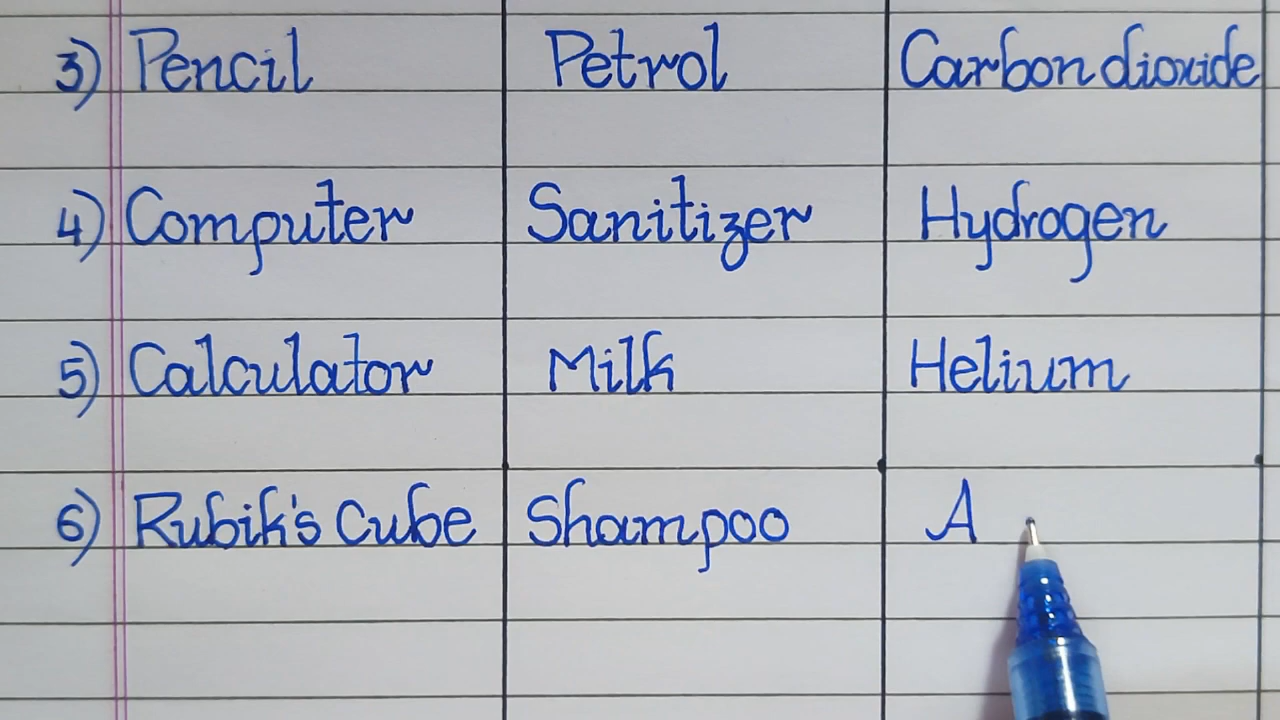 3) Pencil Petrol Carbon dioxide
4) Computer Sanitizer Hydrogen
5) Calculator Milk Helium
6) Rubik's Cube Shampoo A